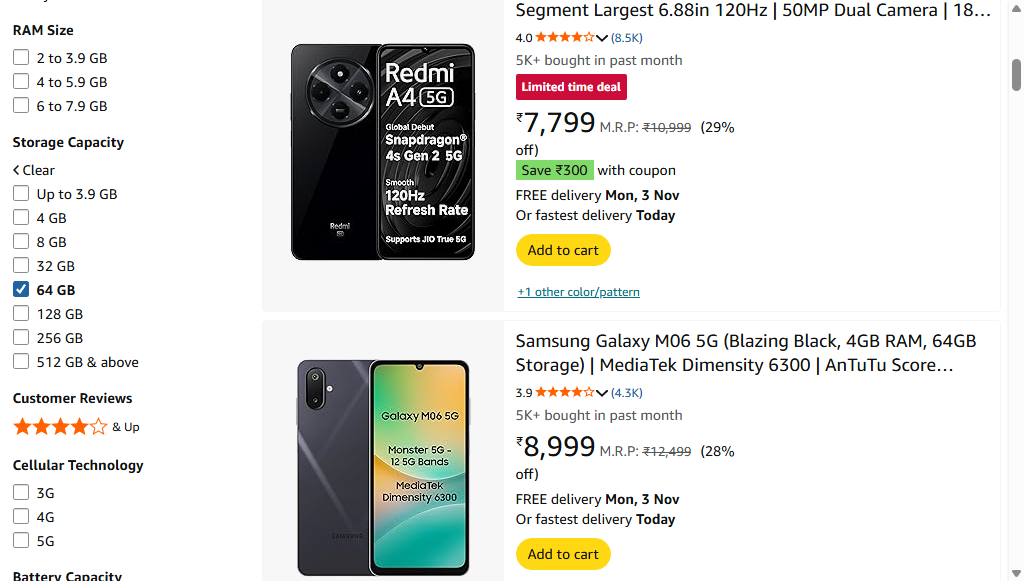 RAM Size
2 to 3.9 GB
4 to 5.9 GB
6 to 7.9 GB
Storage Capacity
Clear
Up to 3.9 GB
4 GB
8 GB
32 GB
64 GB
128 GB
256 GB
512 GB & above
Customer Reviews
& Up
Cellular Technology
3G
4G
5G
Battery Capacity
Redmi
A4 5G
Global Debut
Snapdragon®
4s Gen 2 5G
Smooth
120Hz
Refresh Rate
Supports JIO True 5G
Redmi
5G
Segment Largest 6.88in 120Hz | 50MP Dual Camera | 18…
4.0 (8.5K)
5K+ bought in past month
Limited time deal
₹7,799 M.R.P: ₹10,999 (29%
off)
Save ₹300 with coupon
FREE delivery Mon, 3 Nov
Or fastest delivery Today
Add to cart
+1 other color/pattern
Galaxy M06 5G
Monster 5G -
12 5G Bands
MediaTek
Dimensity 6300
SAMSUNG
Samsung Galaxy M06 5G (Blazing Black, 4GB RAM, 64GB
Storage) | MediaTek Dimensity 6300 | AnTuTu Score…
3.9 (4.3K)
5K+ bought in past month
₹8,999 M.R.P: ₹12,499 (28%
off)
FREE delivery Mon, 3 Nov
Or fastest delivery Today
Add to cart